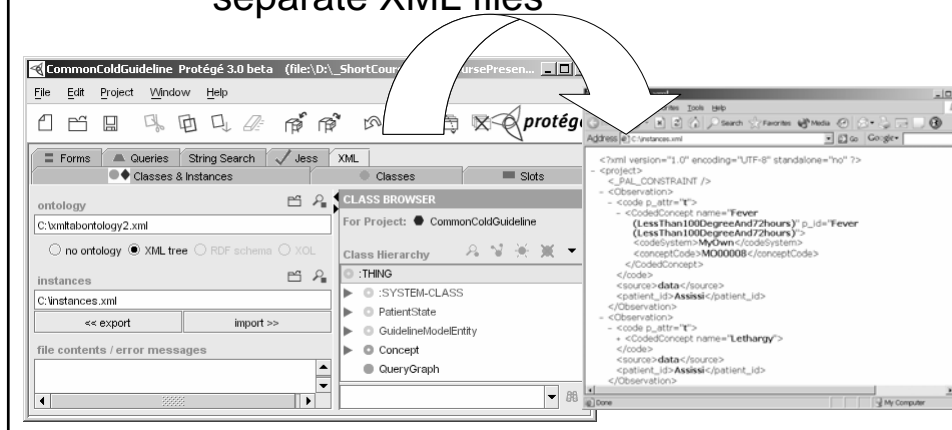 separate XML files
CommonColdGuideline Protégé 3.0 beta (file:\D:\_ShortCour ursePresen...
File Edit Project Window Help
protég
Forms Queries String Search Jess XML
Classes & Instances Classes Slots
ontology
C:\xmltabontology2.xml
no ontology XML tree RDF schema XOL
instances
C:\instances.xml
<< export import >>
file contents / error messages
CLASS BROWSER
For Project: CommonColdGuideline
Class Hierarchy
:THING
:SYSTEM-CLASS
PatientState
GuidelineModelEntity
Concept
QueryGraph
Tools Help
Search Favorites Media
Address C:\instances.xml Go Google
<?xml version="1.0" encoding="UTF-8" standalone="no" ?>
- <project>
<_PAL_CONSTRAINT />
- <Observation>
- <code p_attr="t">
- <CodedConcept name="Fever
(LessThan100DegreeAnd72hours)" p_id="Fever
(LessThan100DegreeAnd72hours)">
<codeSystem>MyOwn</codeSystem>
<conceptCode>MO00008</conceptCode>
</CodedConcept>
</code>
<source>data</source>
<patient_id>Assissi</patient_id>
</Observation>
- <Observation>
- <code p_attr="t">
+ <CodedConcept name="Lethargy">
</code>
<source>data</source>
<patient_id>Assissi</patient_id>
</Observation>
Done My Computer